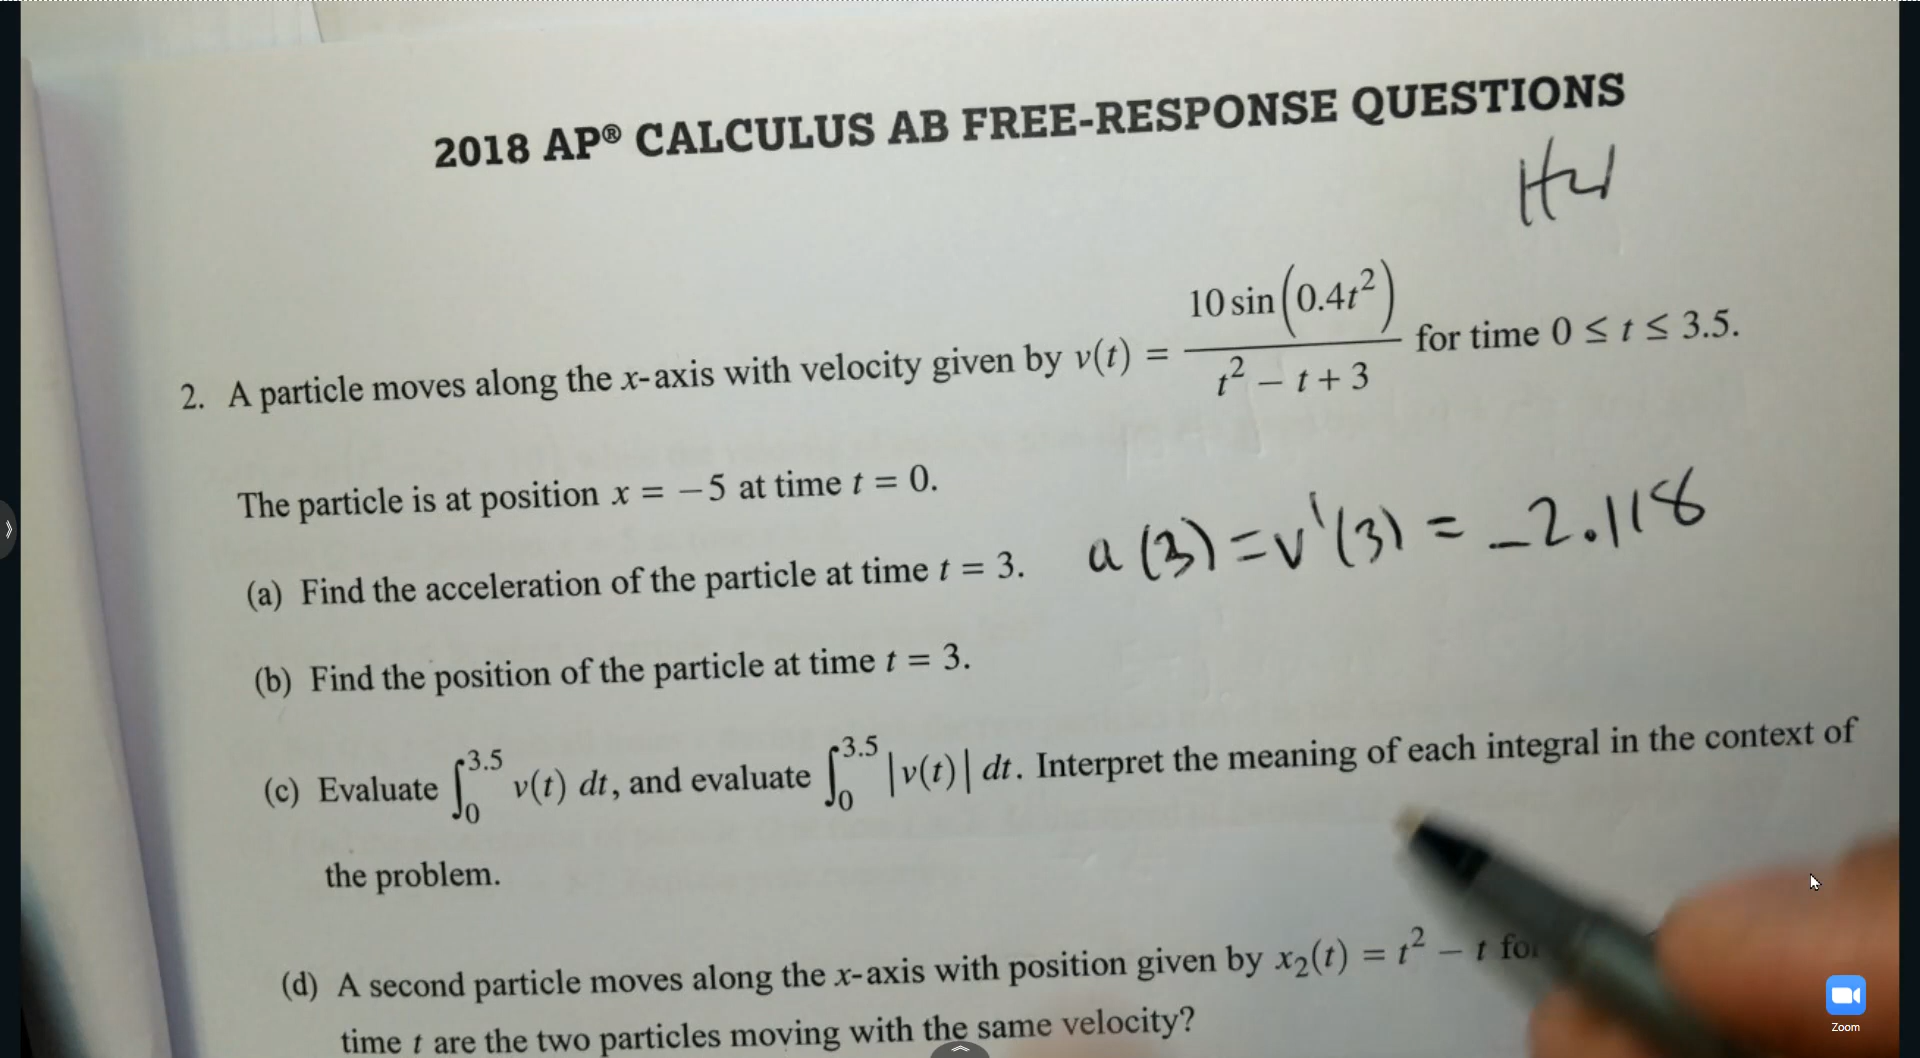 2018 AP® CALCULUS AB FREE-RESPONSE QUESTIONS
2. A particle moves along the x-axis with velocity given by v(t) = 10 sin(0.4t²) / (t² − t + 3) for time 0 ≤ t ≤ 3.5.
The particle is at position x = −5 at time t = 0.
(a) Find the acceleration of the particle at time t = 3. a(3) = v'(3) = −2.118
(b) Find the position of the particle at time t = 3.
(c) Evaluate ∫₀^3.5 v(t) dt, and evaluate ∫₀^3.5 |v(t)| dt. Interpret the meaning of each integral in the context of
the problem.
(d) A second particle moves along the x-axis with position given by x₂(t) = t² − t
time t are the two particles moving with the same velocity?
Zoom